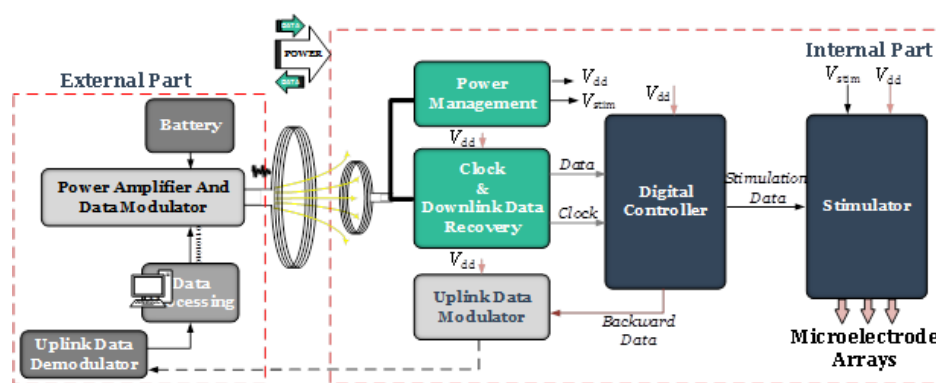 DATA
POWER
DATA
External Part
Internal Part
Battery
Power Amplifier And
Data Modulator
Data
Uplink Data
Demodulator
Power
Management
V_dd
V_stim
V_dd
Clock
&
Downlink Data
Recovery
Data
Clock
V_dd
Uplink Data
Modulator
V_dd
Digital
Controller
Backward
Data
Stimulation
Data
V_stim
V_dd
Stimulator
Microelectrode
Arrays